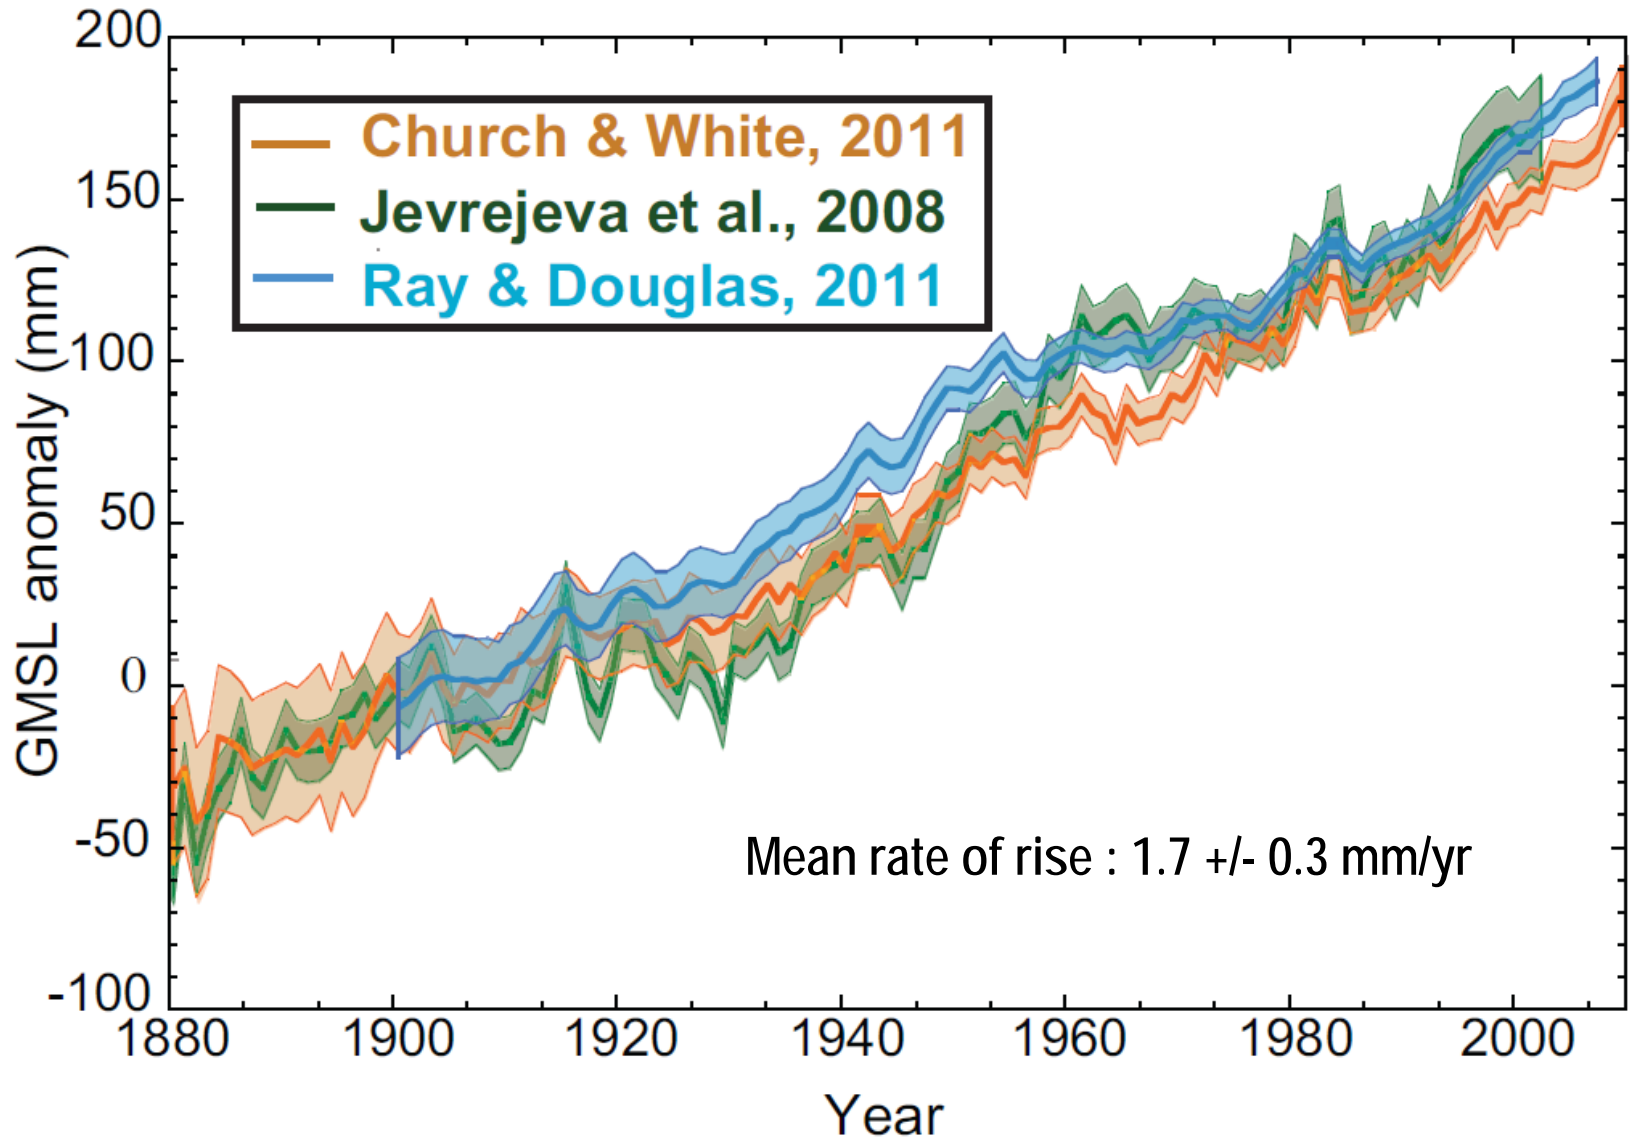 200
150
100
50
0
-50
-100
GMSL anomaly (mm)
Church & White, 2011
Jevrejeva et al., 2008
Ray & Douglas, 2011
Mean rate of rise : 1.7 +/- 0.3 mm/yr
1880 1900 1920 1940 1960 1980 2000
Year